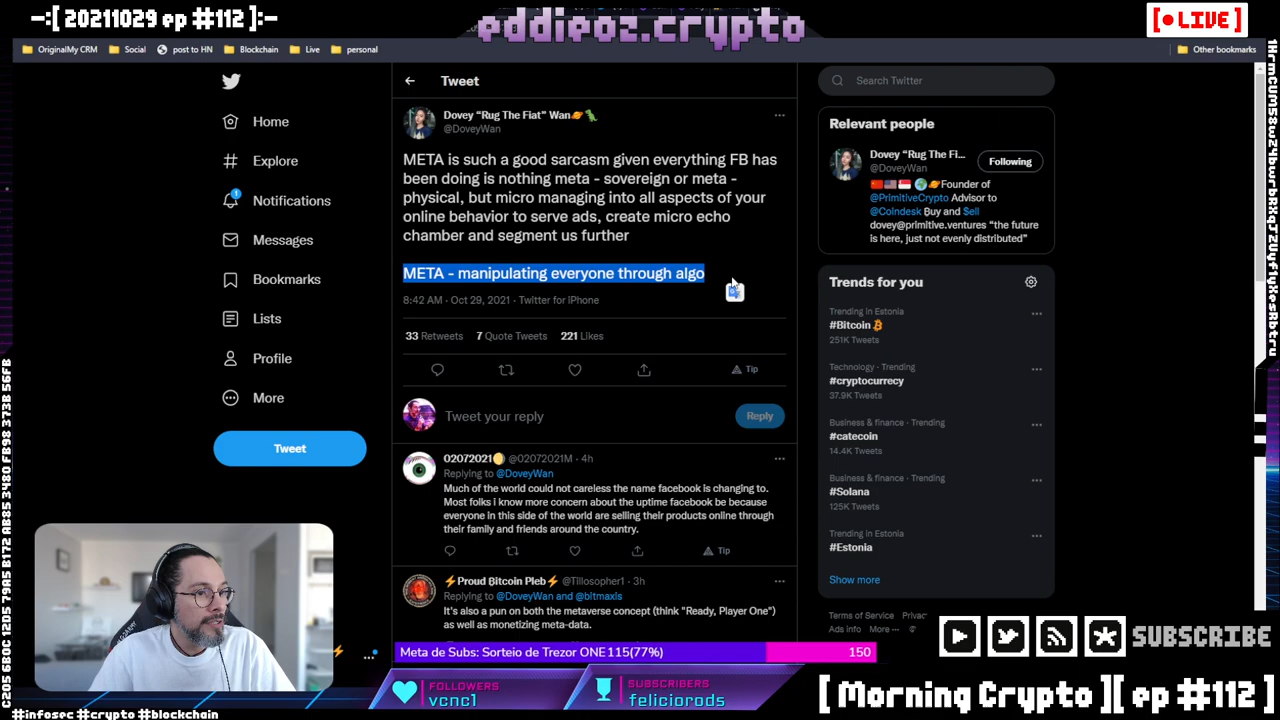 -:[ 20211029 ep #112 ]:-
eddieoz.crypto
[ LIVE ]
OriginalMy CRM
Social
post to HN
Blockchain
Live
personal
Other bookmarks
Home
Explore
1
Notifications
Messages
Bookmarks
Lists
Profile
More
Tweet
Tweet
Dovey “Rug The Fiat” Wan
@DoveyWan
META is such a good sarcasm given everything FB has
been doing is nothing meta - sovereign or meta -
physical, but micro managing into all aspects of your
online behavior to serve ads, create micro echo
chamber and segment us further
META - manipulating everyone through algo
8:42 AM · Oct 29, 2021 · Twitter for iPhone
33 Retweets 7 Quote Tweets 221 Likes
Tip
Tweet your reply
Reply
02072021 @02072021M · 4h
Replying to @DoveyWan
Much of the world could not careless the name facebook is changing to.
Most folks i know more concern about the uptime facebook be because
everyone in this side of the world are selling their products online through
their family and friends around the country.
Tip
Proud Bitcoin Pleb @TIllosopher1 · 3h
Replying to @DoveyWan and @bitmaxis
It's also a pun on both the metaverse concept (think "Ready, Player One")
as well as monetizing meta-data.
Search Twitter
Relevant people
Dovey “Rug The Fi...
@DoveyWan
Following
Founder of
@PrimitiveCrypto Advisor to
@Coindesk Buy and $ell
dovey@primitive.ventures “the future
is here, just not evenly distributed”
Trends for you
Trending in Estonia
#Bitcoin
251K Tweets
Technology · Trending
#cryptocurrecy
37.9K Tweets
Business & finance · Trending
#catecoin
14.4K Tweets
Business & finance · Trending
#Solana
125K Tweets
Trending in Estonia
#Estonia
Show more
Terms of Service Privac
Ads info More
SUBSCRIBE
Meta de Subs: Sorteio de Trezor ONE 115(77%)
150
FOLLOWERS
vcnc1
SUBSCRIBERS
feliciorods
[ Morning Crypto ][ ep #112 ]
#infosec #crypto #blockchain